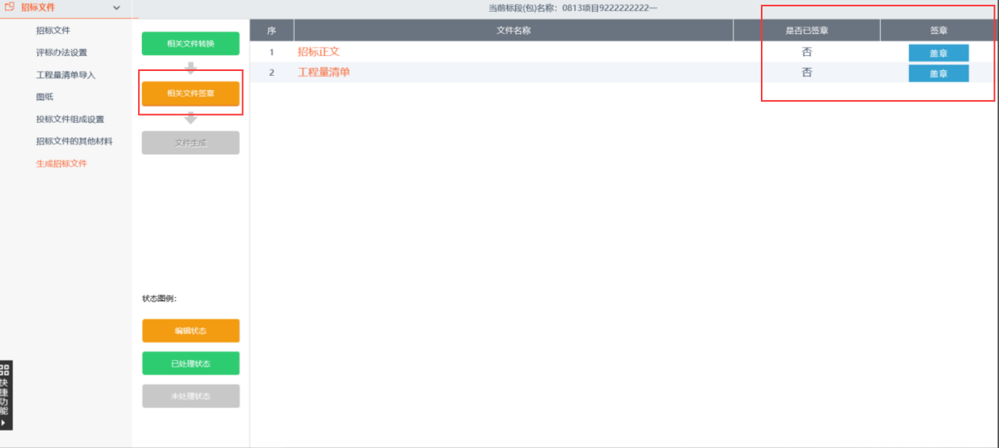 招标文件
当前标段(包)名称：0813项目9222222222一
招标文件
评标办法设置
工程量清单导入
图纸
投标文件组成设置
招标文件的其他材料
生成招标文件
相关文件转换
相关文件签章
文件生成
状态图例：
编辑状态
已处理状态
未处理状态
序 文件名称 是否已签章 签章
1 招标正文 否 盖章
2 工程量清单 否 盖章
快捷功能